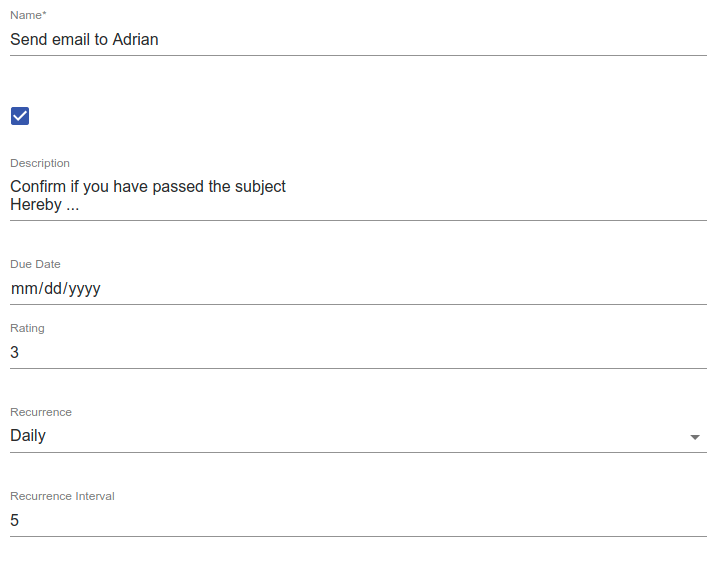 Name*
Send email to Adrian
Description
Confirm if you have passed the subject
Hereby ...
Due Date
mm/dd/yyyy
Rating
3
Recurrence
Daily
Recurrence Interval
5